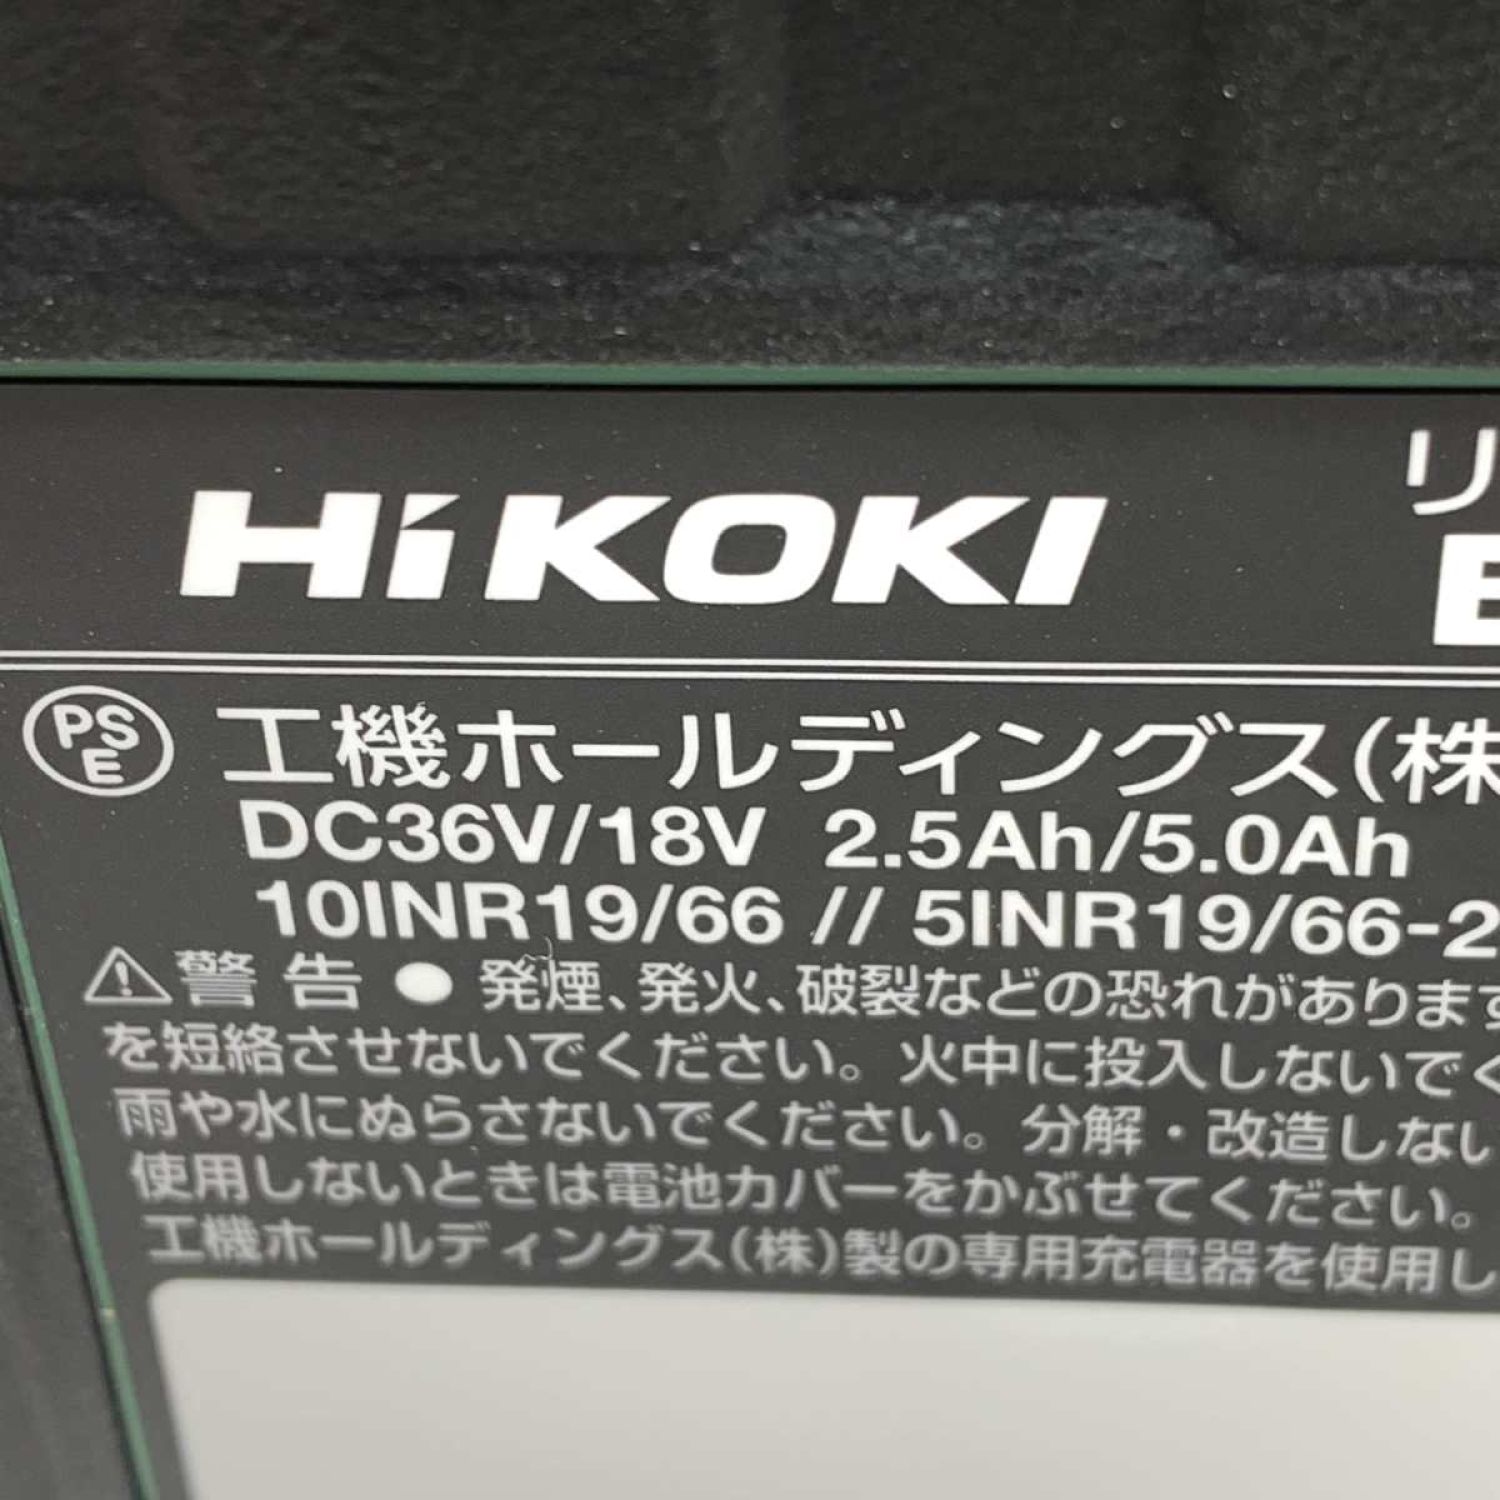 HiKOKI
リ
PSE 工機ホールディングス(株
DC36V/18V 2.5Ah/5.0Ah
10INR19/66 // 5INR19/66-2
⚠警告 ● 発煙、発火、破裂などの恐れがあります
を短絡させないでください。火中に投入しないでく
雨や水にぬらさないでください。分解・改造しない
使用しないときは電池カバーをかぶせてください。
工機ホールディングス(株)製の専用充電器を使用し